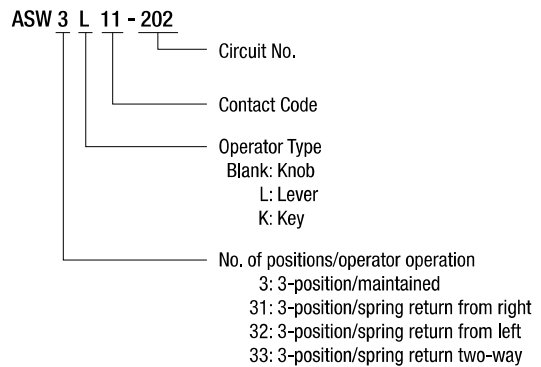 ASW 3 L 11 - 202
Circuit No.
Contact Code
Operator Type
Blank: Knob
L: Lever
K: Key
No. of positions/operator operation
3: 3-position/maintained
31: 3-position/spring return from right
32: 3-position/spring return from left
33: 3-position/spring return two-way